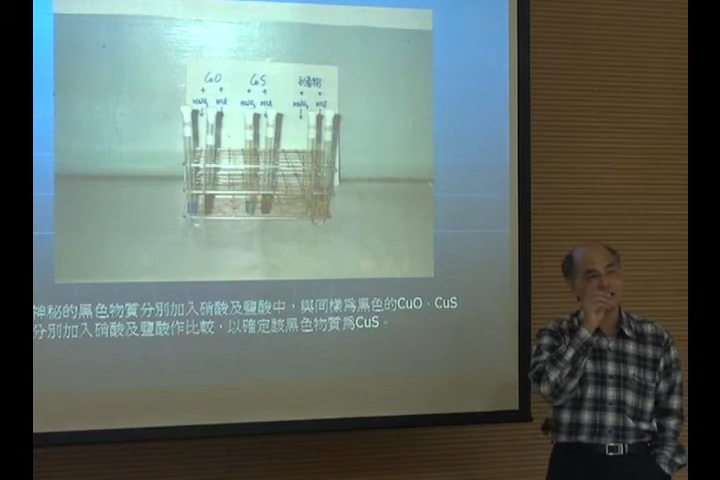 CuO CuS 剝離物
+ + + + + +
HNO₃ HCl HNO₃ HCl HNO₃ HCl
神秘的黑色物質分別加入硝酸及鹽酸中，與同樣為黑色的CuO、CuS
分別加入硝酸及鹽酸作比較，以確定該黑色物質為CuS。